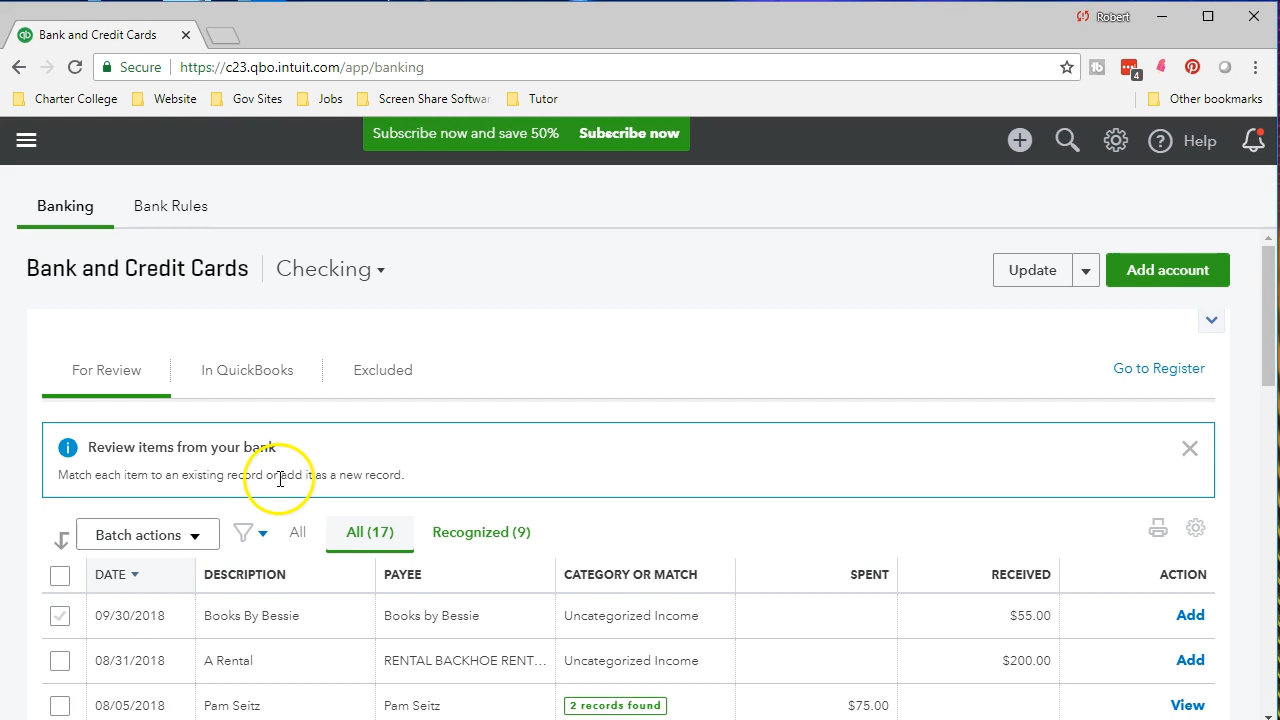 Bank and Credit Cards
Robert
Secure https://c23.qbo.intuit.com/app/banking
4
Charter College Website Gov Sites Jobs Screen Share Softwar Tutor Other bookmarks
Subscribe now and save 50% Subscribe now
Help
Banking Bank Rules
Bank and Credit Cards Checking Update Add account
For Review In QuickBooks Excluded Go to Register
Review items from your bank
Match each item to an existing record or add it as a new record.
Batch actions All All (17) Recognized (9)
DATE DESCRIPTION PAYEE CATEGORY OR MATCH SPENT RECEIVED ACTION
09/30/2018 Books By Bessie Books by Bessie Uncategorized Income $55.00 Add
08/31/2018 A Rental RENTAL BACKHOE RENT... Uncategorized Income $200.00 Add
08/05/2018 Pam Seitz Pam Seitz 2 records found $75.00 View